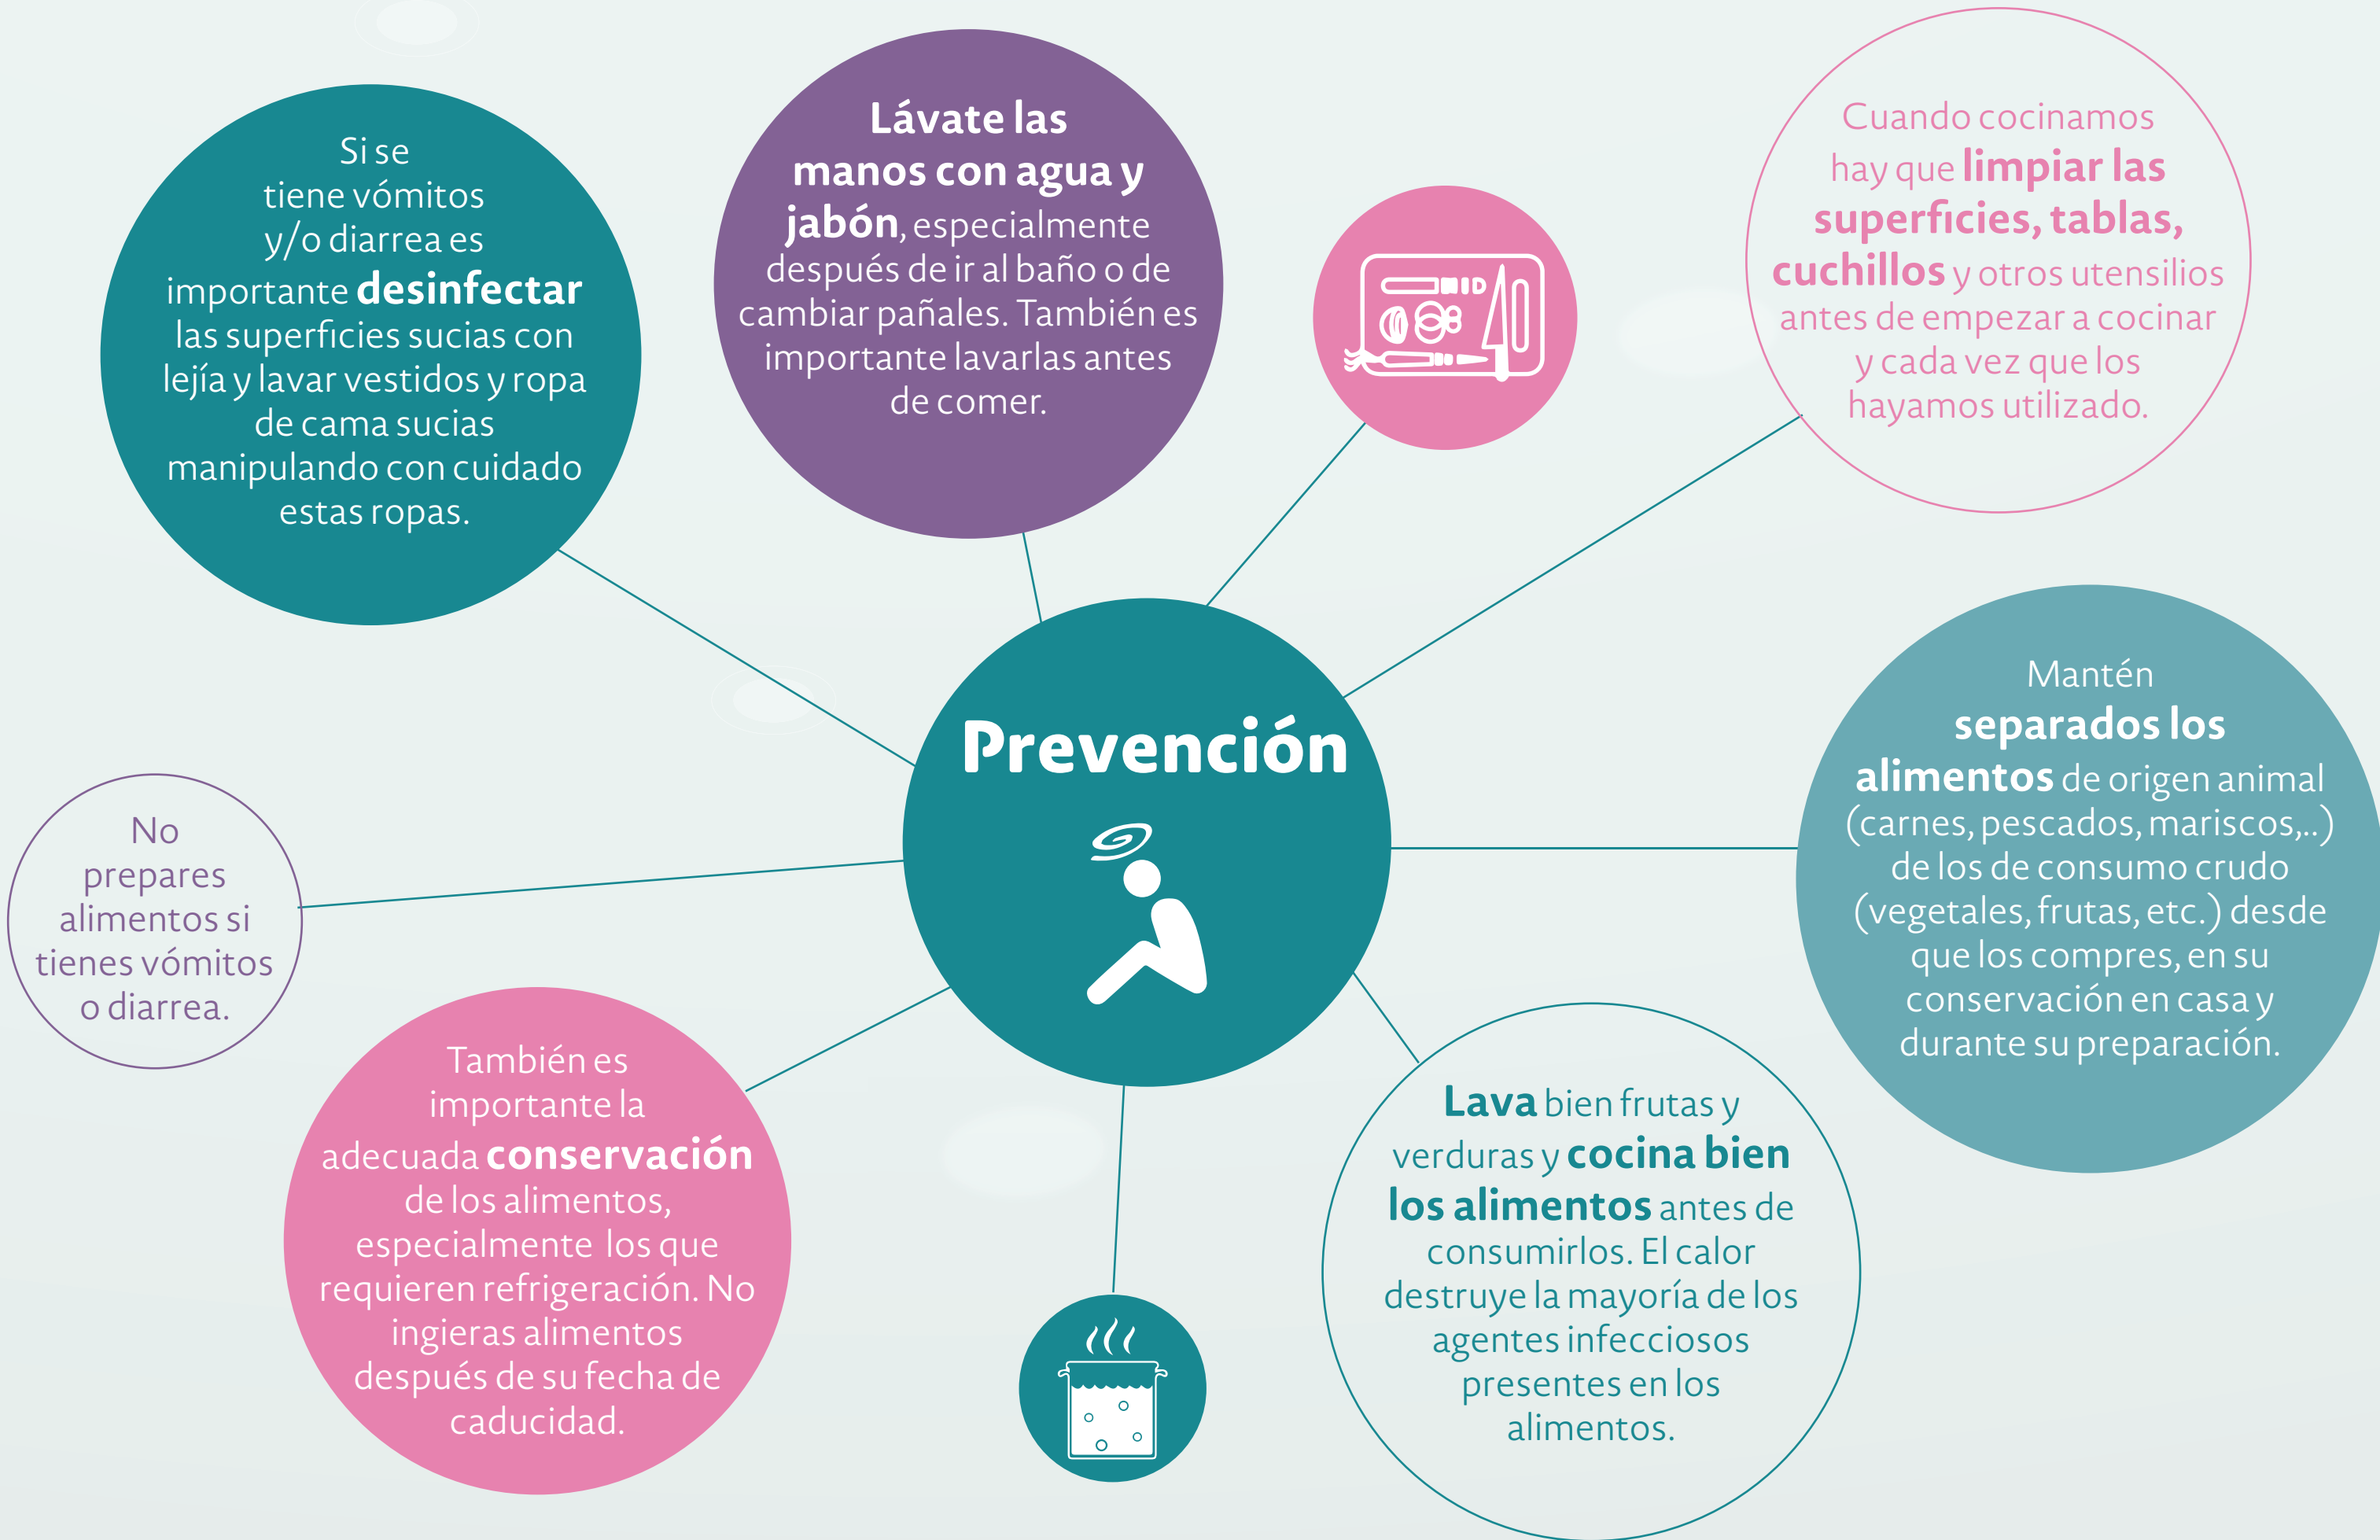 Si se
tiene vómitos
y/o diarrea es
importante desinfectar
las superficies sucias con
lejía y lavar vestidos y ropa
de cama sucias
manipulando con cuidado
estas ropas.
Lávate las
manos con agua y
jabón, especialmente
después de ir al baño o de
cambiar pañales. También es
importante lavarlas antes
de comer.
Cuando cocinamos
hay que limpiar las
superficies, tablas,
cuchillos y otros utensilios
antes de empezar a cocinar
y cada vez que los
hayamos utilizado.
Prevención
Mantén
separados los
alimentos de origen animal
(carnes, pescados, mariscos,..)
de los de consumo crudo
(vegetales, frutas, etc.) desde
que los compres, en su
conservación en casa y
durante su preparación.
No
prepares
alimentos si
tienes vómitos
o diarrea.
También es
importante la
adecuada conservación
de los alimentos,
especialmente los que
requieren refrigeración. No
ingieras alimentos
después de su fecha de
caducidad.
Lava bien frutas y
verduras y cocina bien
los alimentos antes de
consumirlos. El calor
destruye la mayoría de los
agentes infecciosos
presentes en los
alimentos.